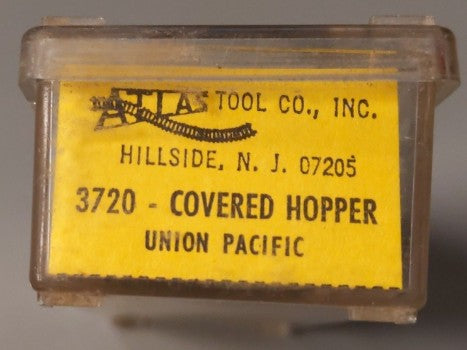 ATLAS TOOL CO., INC.
HILLSIDE, N. J. 07205
3720 - COVERED HOPPER
UNION PACIFIC